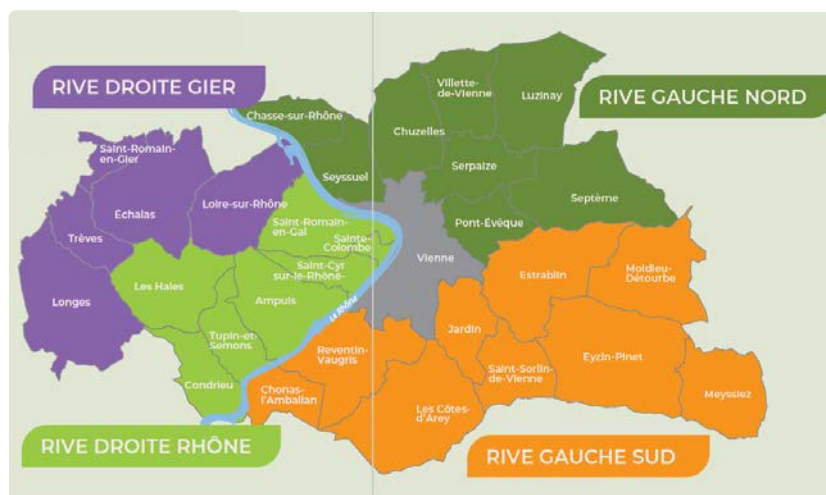 RIVE DROITE GIER
RIVE GAUCHE NORD
Chasse-sur-Rhône
Villette-
de-Vienne
Luzinay
Chuzelles
Seyssuel
Serpaize
Septème
Pont-Évêque
Vienne
Saint-Romain-
en-Gier
Échalas
Loire-sur-Rhône
Trèves
Longes
Saint-Romain-
en-Gal
Sainte-
Colombe
Saint-Cyr
sur-le-Rhône-
Les Haies
Ampuis
Le Rhône
Tupin-et-
Semons
Condrieu
Estrablin
Moidieu-
Détourbe
Jardin
Reventin-
Vaugris
Saint-Sorlin-
de-Vienne
Eyzin-Pinet
Meyssiez
Chonas-
l'Amballan
Les Côtes-
d'Arey
RIVE DROITE RHÔNE
RIVE GAUCHE SUD